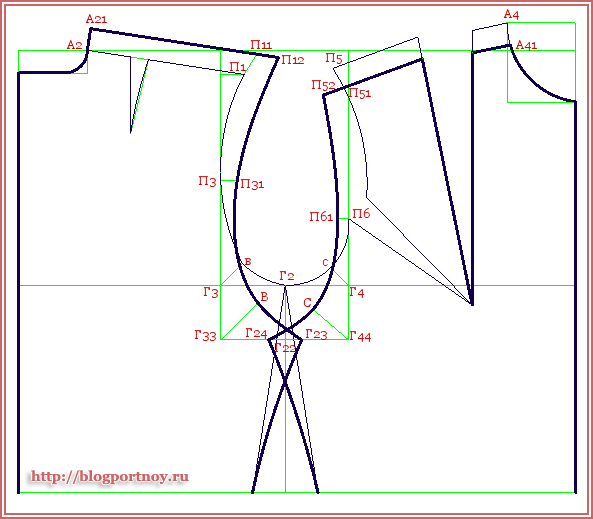 А4
А21
А2
П11
А41
П12
П5
П1
П52
П51
П3
П31
П61
П6
в
Г2
с
Г3
В
С
Г4
Г33
Г24
Г22
Г23
Г44
http://blogportnoy.ru